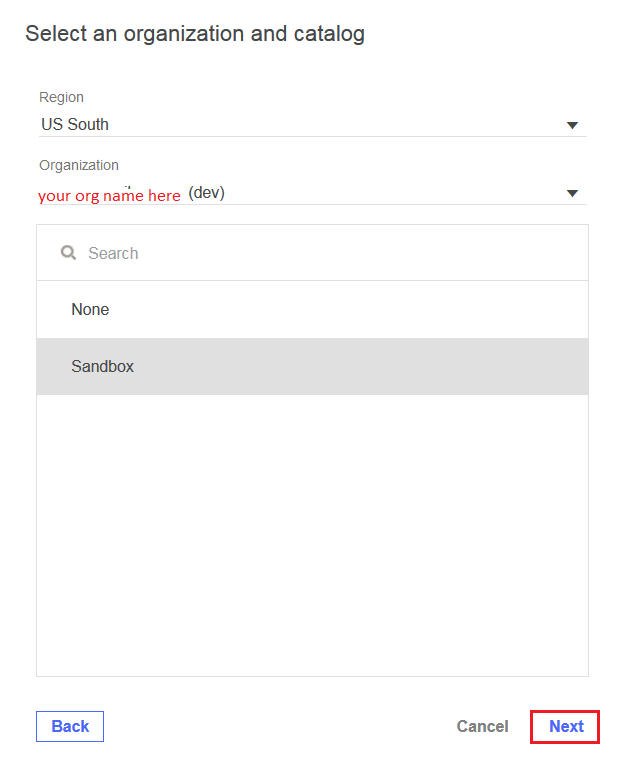 Select an organization and catalog
Region
US South
Organization
your org name here (dev)
Search
None
Sandbox
Back
Cancel
Next